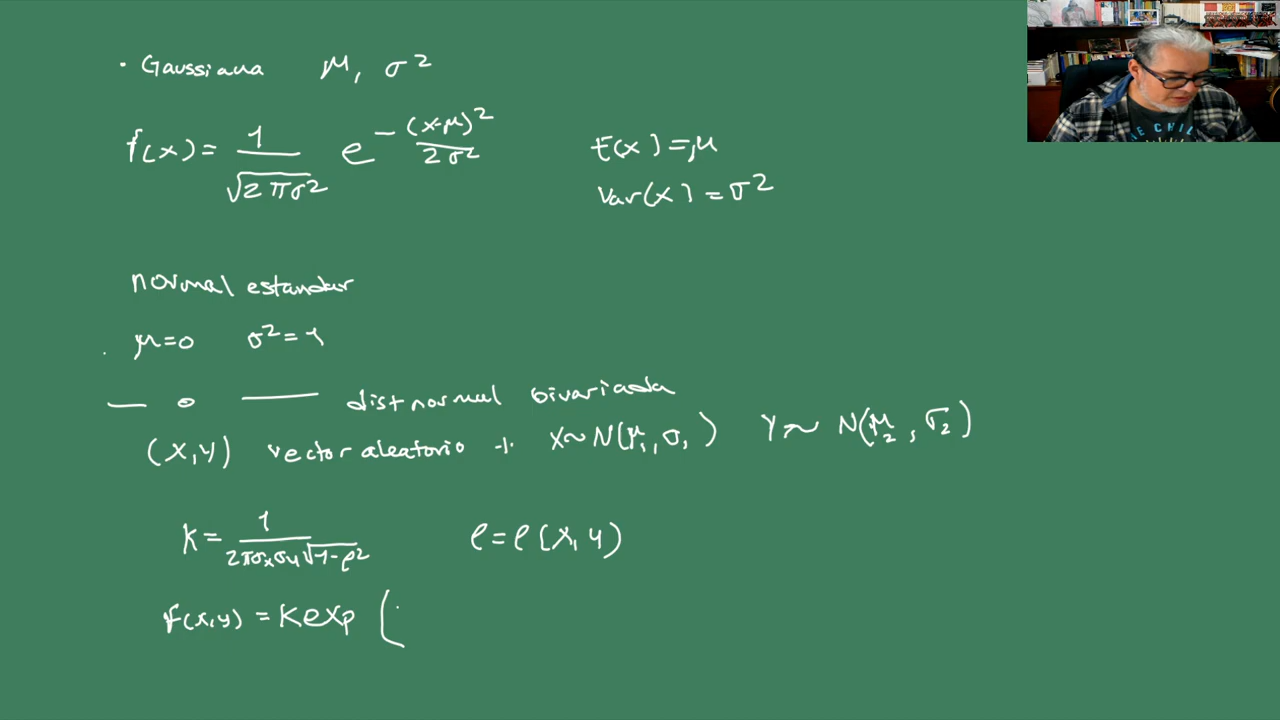 • Gaussiana μ, σ²
f(x) = 1/√(2πσ²) e^(-(x-μ)²/2σ²) E(x) = μ
Var(x) = σ²
normal estandar
μ=0 σ²=1
— o — dist normal bivariada
(X,Y) vector aleatorio + X~N(μ₁,σ₁) Y~N(μ₂,σ₂)
K = 1/(2πσxσy√(1-ρ²)) ρ=ρ(X,Y)
f(x,y) = K exp (